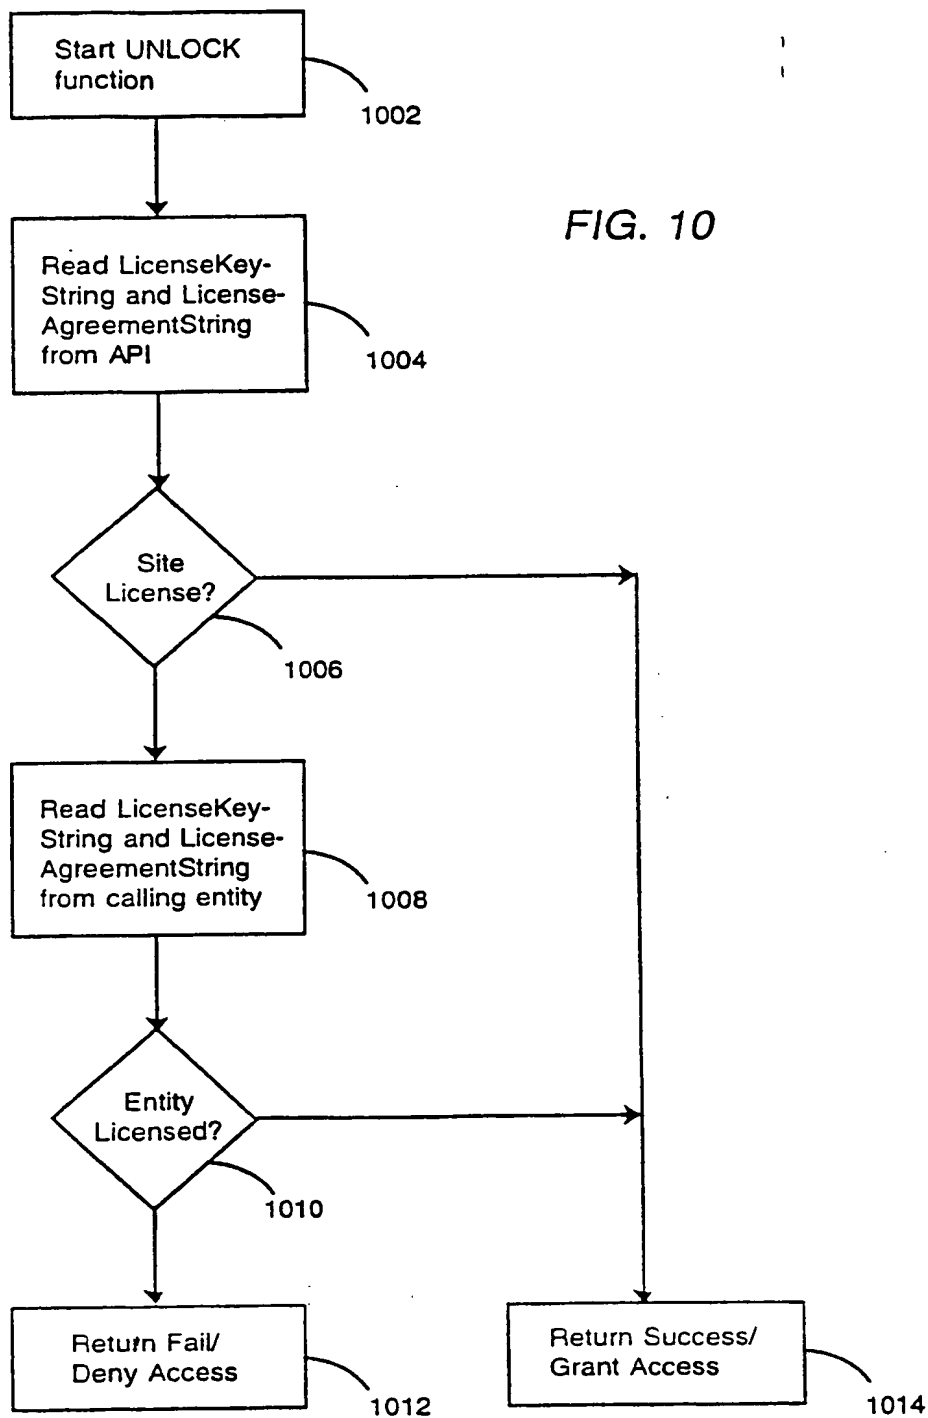 Start UNLOCK
function
1002
FIG. 10
Read LicenseKey-
String and License-
AgreementString
from API
1004
Site
License?
1006
Read LicenseKey-
String and License-
AgreementString
from calling entity
1008
Entity
Licensed?
1010
Return Fail/
Deny Access
1012
Return Success/
Grant Access
1014